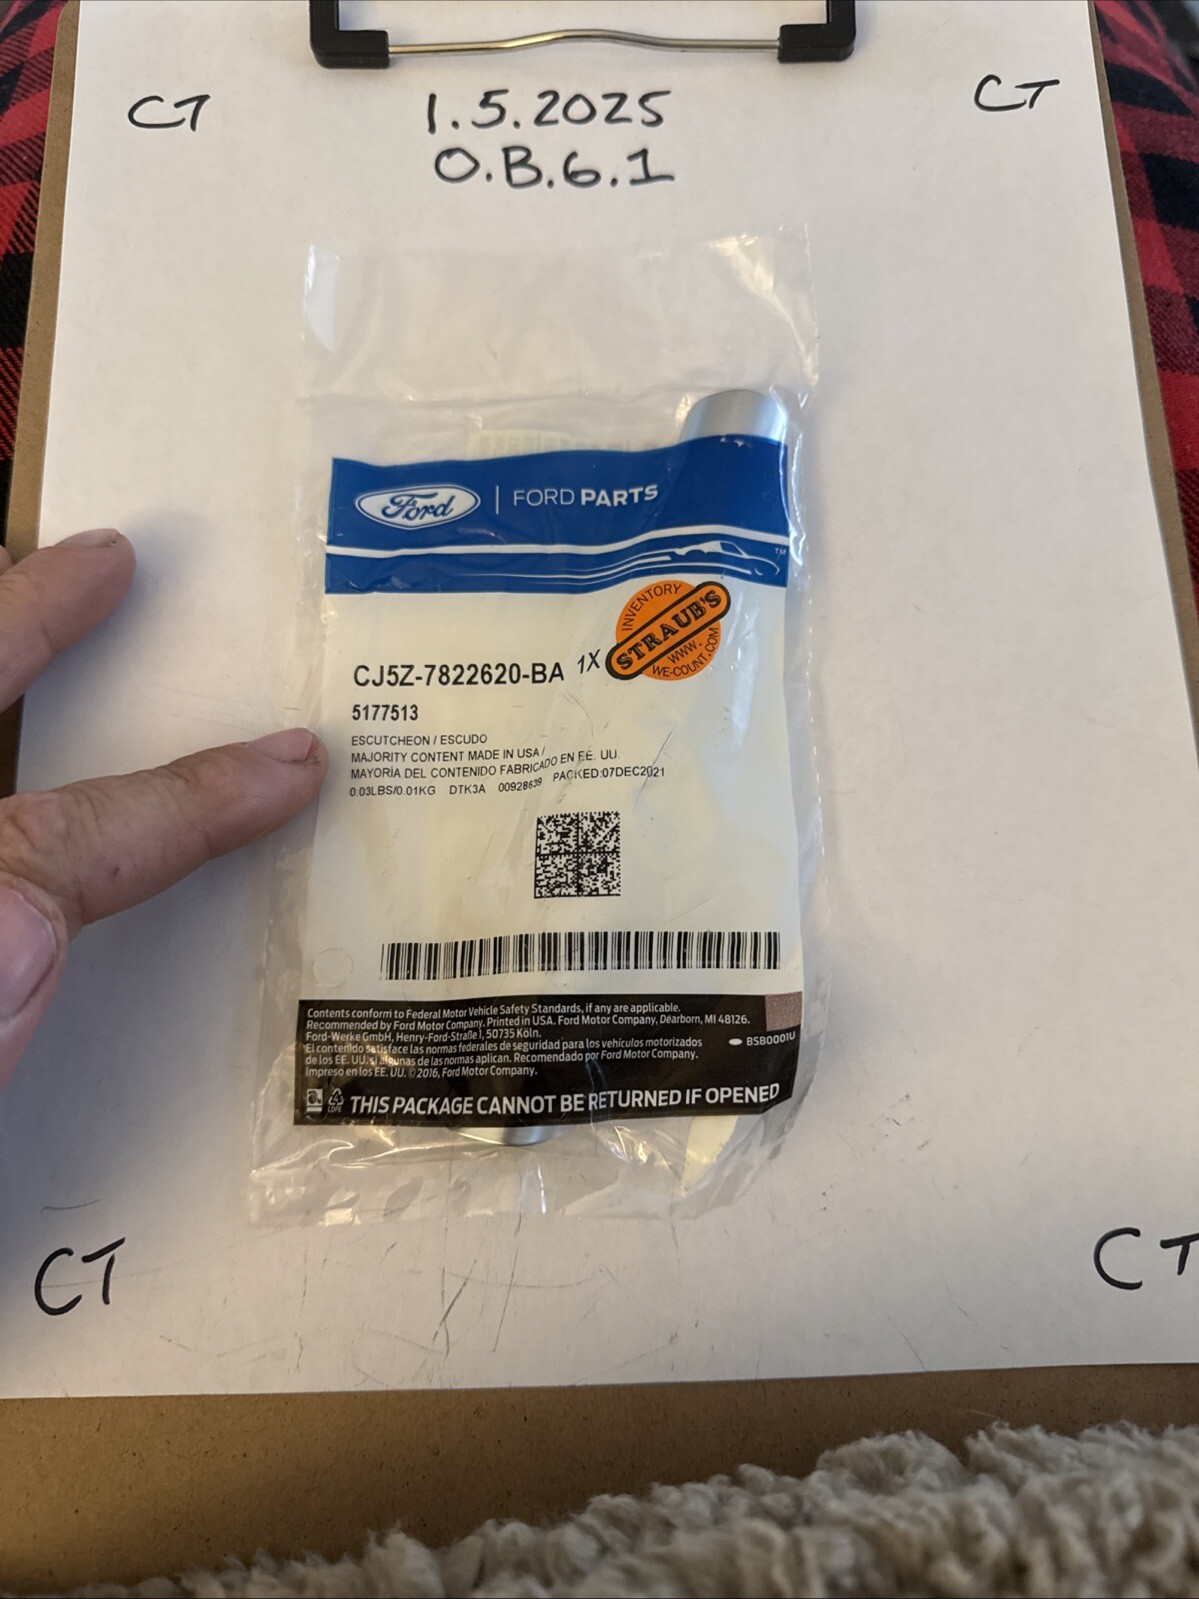 CT
1.5.2025
CT
O.B.6.1
Ford | FORD PARTS
TM
INVENTORY
STRAUB'S
WWW.
WE-COUNT.COM
CJ5Z-7822620-BA 1X
5177513
ESCUTCHEON / ESCUDO
MAJORITY CONTENT MADE IN USA /
MAYORÍA DEL CONTENIDO FABRICADO EN EE. UU.
0.03LBS/0.01KG DTK3A 00928639 PACKED:07DEC2021
Contents conform to Federal Motor Vehicle Safety Standards, if any are applicable.
Recommended by Ford Motor Company. Printed in USA. Ford Motor Company, Dearborn, MI 48126.
Ford-Werke GmbH, Henry-Ford-Straße 1, 50735 Köln.
El contenido satisface las normas federales de seguridad para los vehículos motorizados
de los EE. UU. si algunas de las normas aplican. Recomendado por Ford Motor Company.
Impreso en los EE. UU. © 2016, Ford Motor Company.
BSB0001U
LDPE
THIS PACKAGE CANNOT BE RETURNED IF OPENED
CT
CT